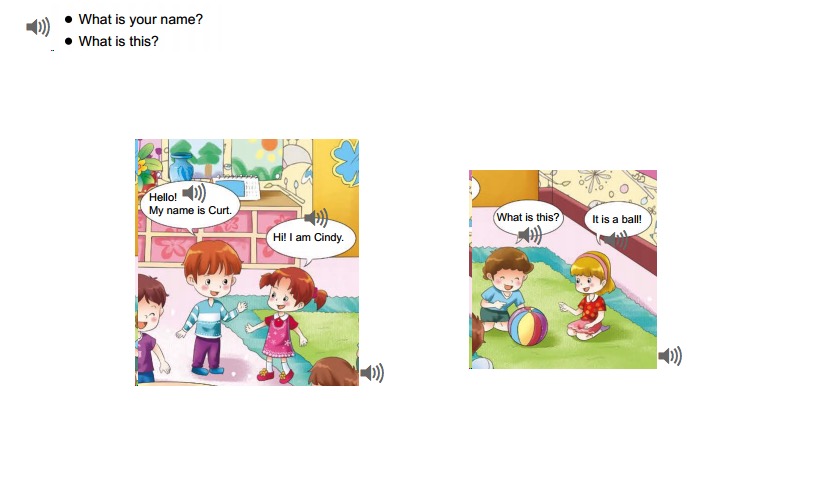 ● What is your name?
● What is this?
Hello!
My name is Curt.
Hi! I am Cindy.
What is this?
It is a ball!